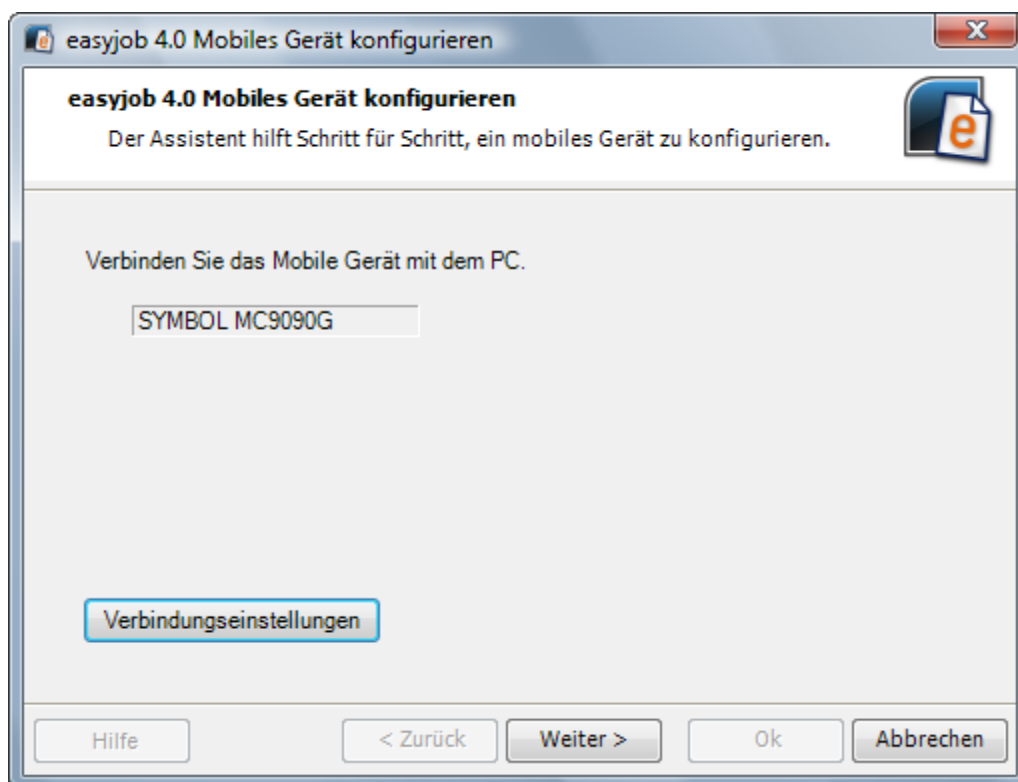 easyjob 4.0 Mobiles Gerät konfigurieren
easyjob 4.0 Mobiles Gerät konfigurieren
Der Assistent hilft Schritt für Schritt, ein mobiles Gerät zu konfigurieren.
Verbinden Sie das Mobile Gerät mit dem PC.
SYMBOL MC9090G
Verbindungseinstellungen
Hilfe < Zurück Weiter > Ok Abbrechen